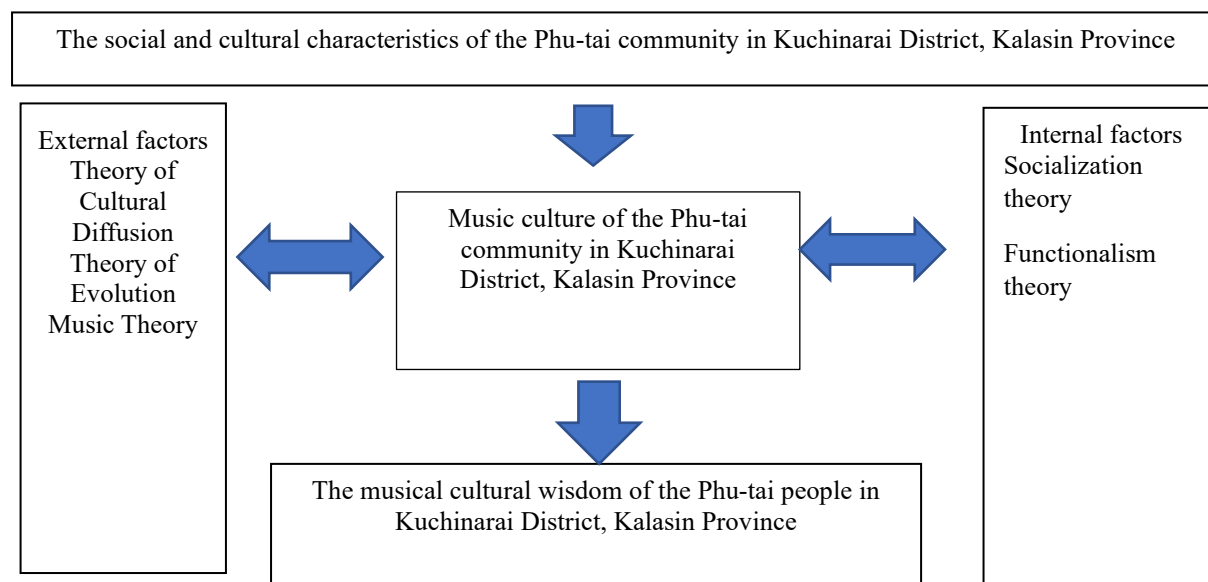 The social and cultural characteristics of the Phu-tai community in Kuchinarai District, Kalasin Province
External factors
Theory of
Cultural
Diffusion
Theory of
Evolution
Music Theory
Music culture of the Phu-tai
community in Kuchinarai
District, Kalasin Province
Internal factors
Socialization
theory
Functionalism
theory
The musical cultural wisdom of the Phu-tai people in
Kuchinarai District, Kalasin Province